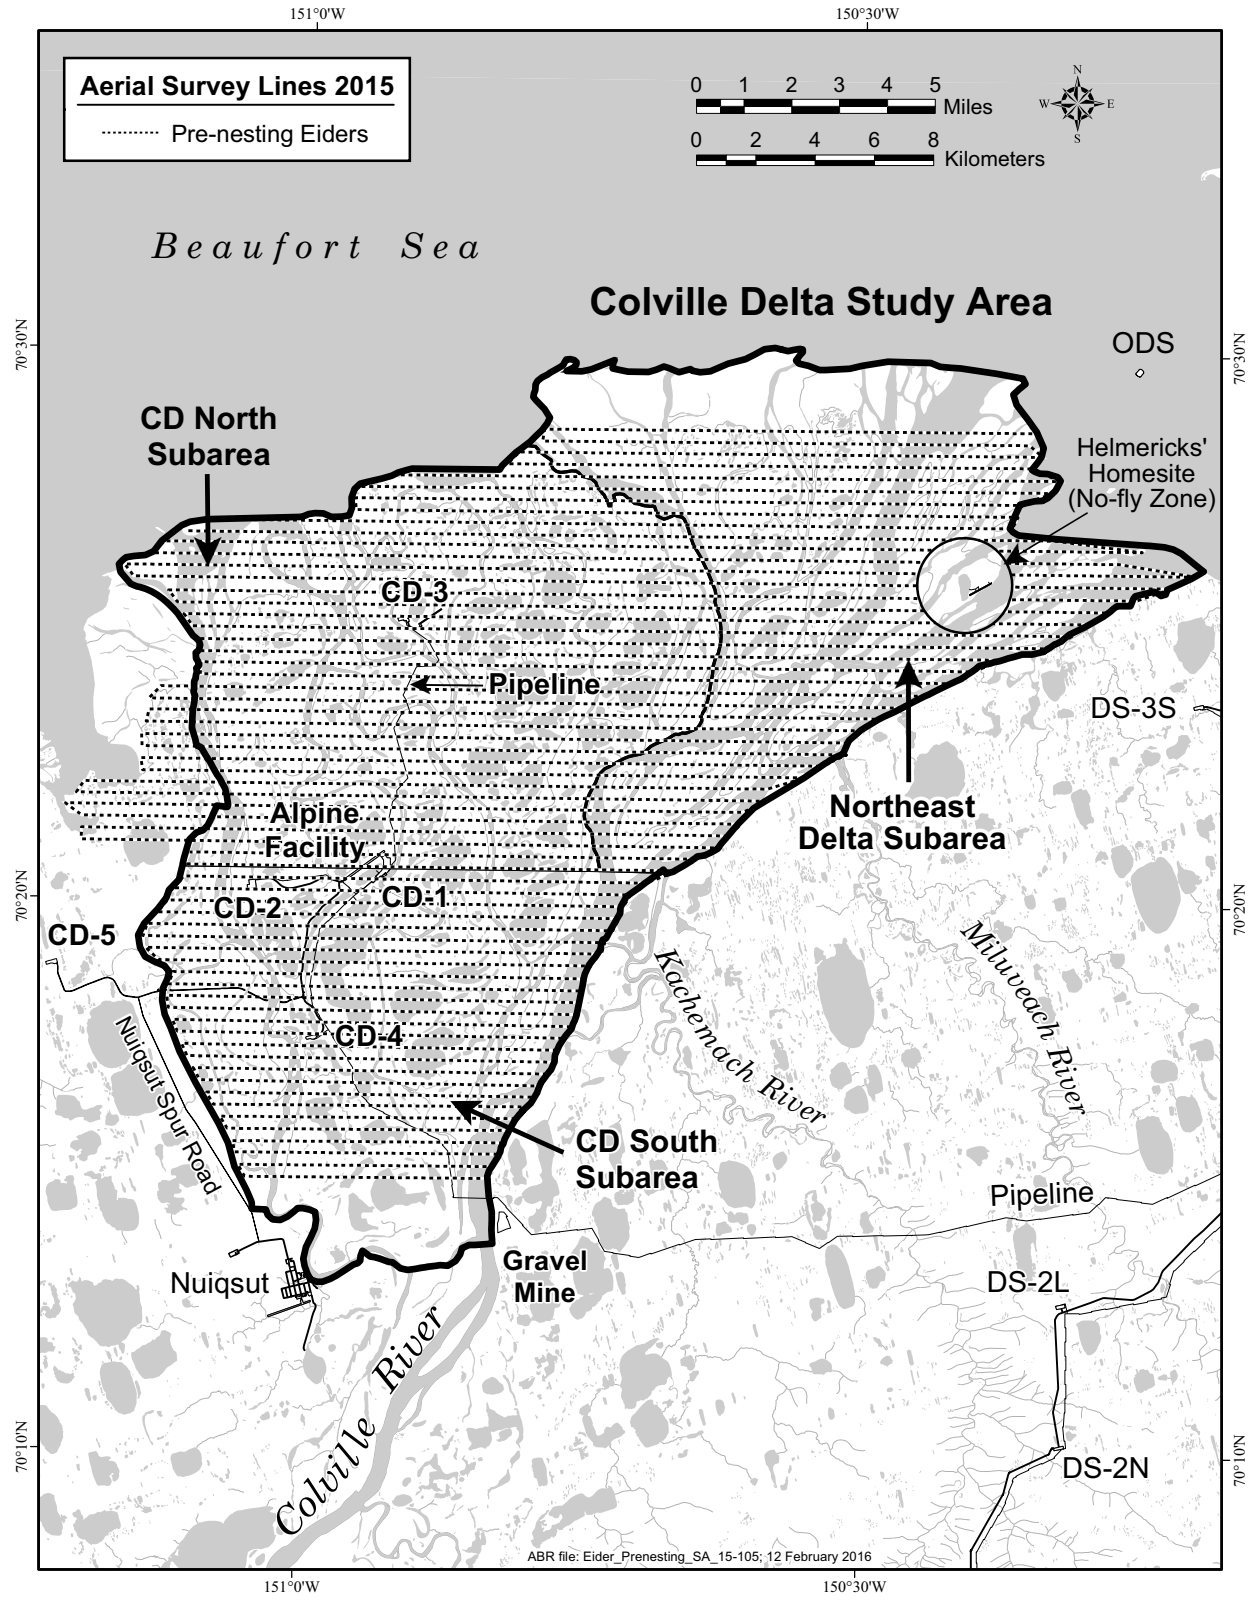 151°0'W
150°30'W
Aerial Survey Lines 2015
Pre-nesting Eiders
0 1 2 3 4 5
Miles
0 2 4 6 8
Kilometers
N
W E
S
Beaufort Sea
Colville Delta Study Area
70°30'N
70°30'N
ODS
CD North
Subarea
Helmericks'
Homesite
(No-fly Zone)
CD-3
Pipeline
DS-3S
Alpine
Facility
Northeast
Delta Subarea
CD-2
CD-1
70°20'N
70°20'N
CD-5
Kachemach River
Miluveach River
CD-4
Nuiqsut Spur Road
CD South
Subarea
Pipeline
Gravel
Mine
Nuiqsut
DS-2L
Colville River
70°10'N
70°10'N
DS-2N
ABR file: Eider_Prenesting_SA_15-105; 12 February 2016
151°0'W
150°30'W